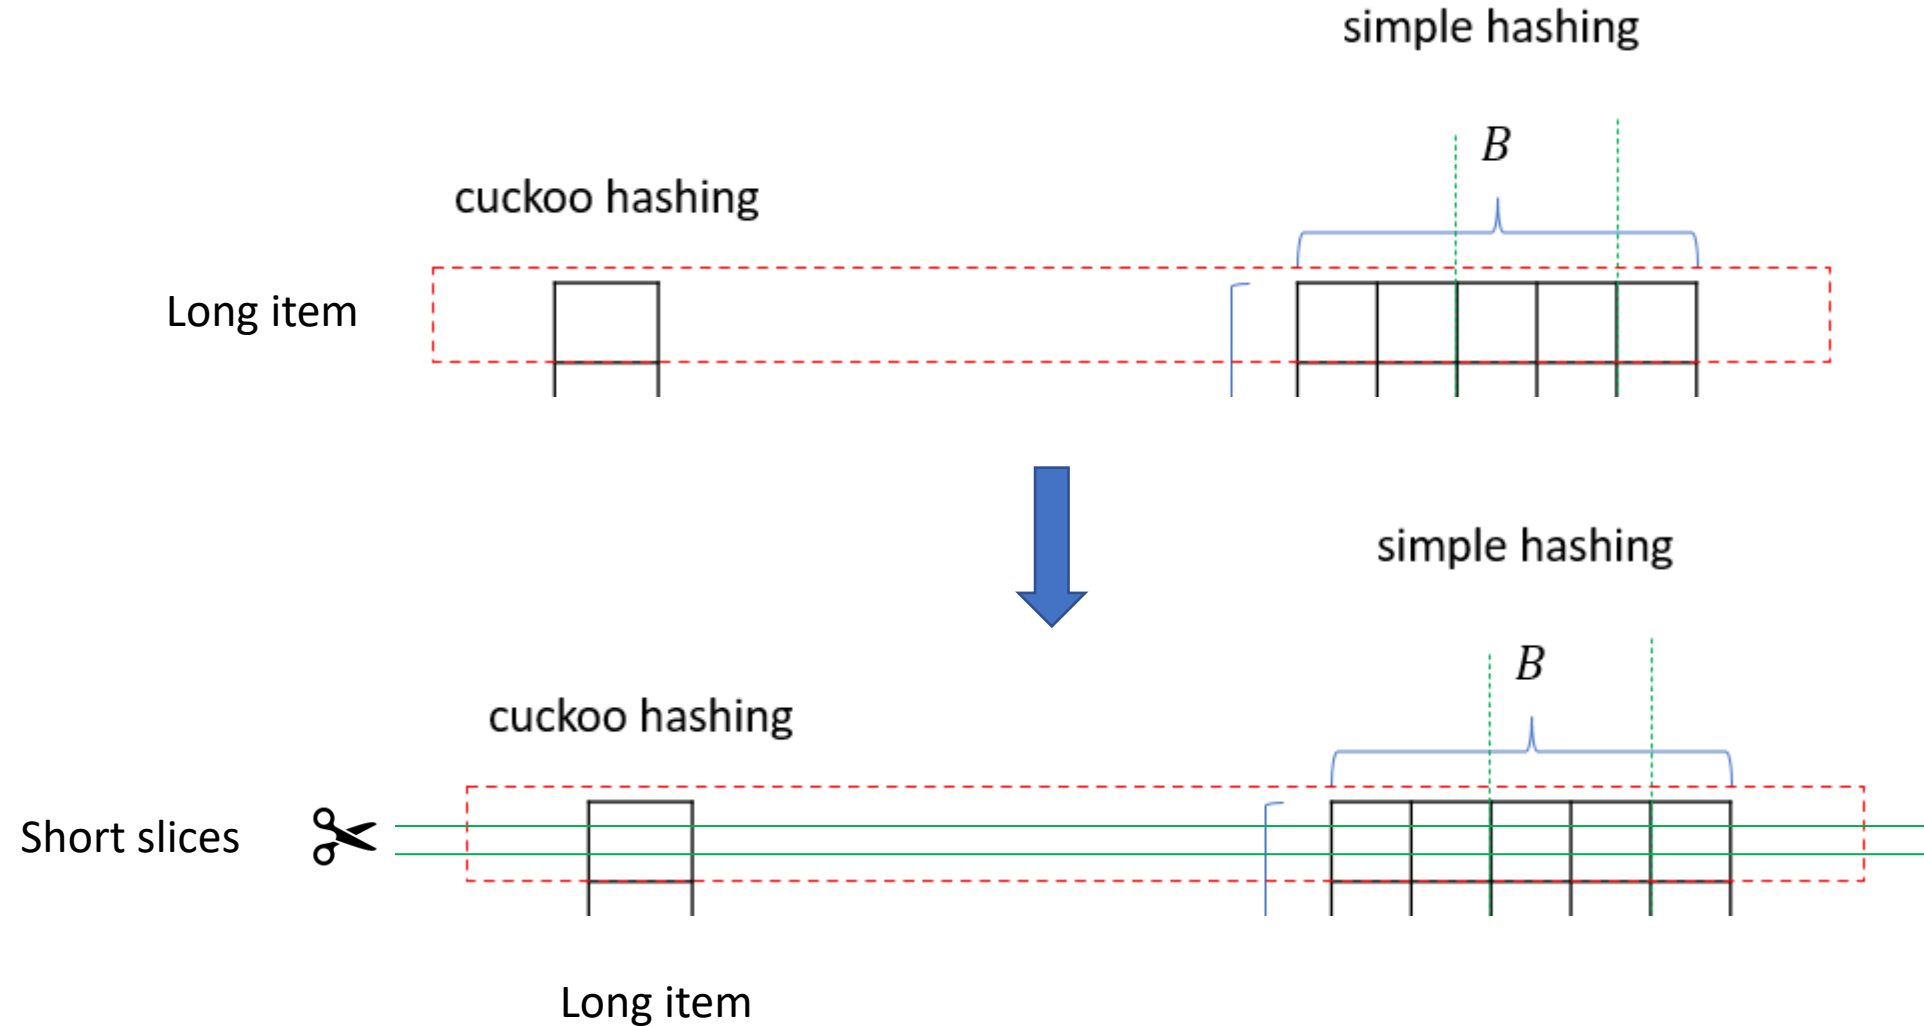 simple hashing
B
cuckoo hashing
Long item
simple hashing
B
cuckoo hashing
Short slices
Long item